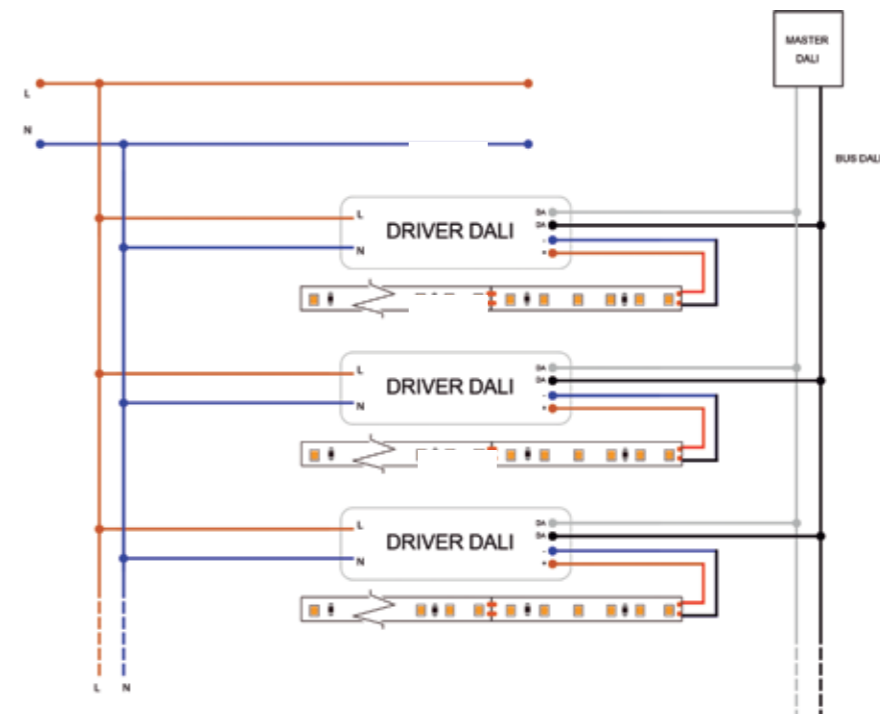 MASTER
DALI
L
N
BUS DALI
L
DRIVER DALI
N
DA
DA
-
+
L
DRIVER DALI
N
DA
DA
-
+
L
DRIVER DALI
N
DA
DA
-
+
L
N